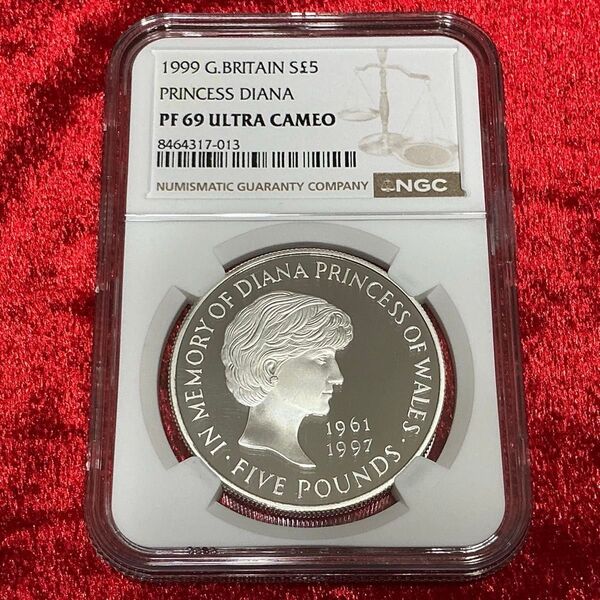 1999 G.BRITAIN S£5
PRINCESS DIANA
PF 69 ULTRA CAMEO
8464317-013
NUMISMATIC GUARANTY COMPANY
NGC
IN MEMORY OF DIANA PRINCESS OF WALES
1961
1997
· FIVE POUNDS ·